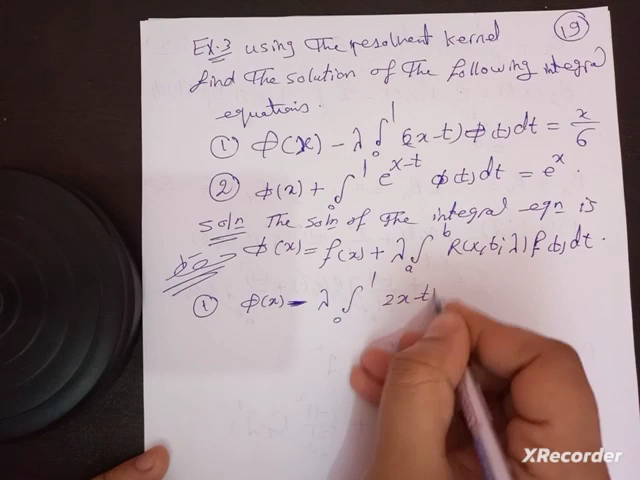 19
Ex.3 using The resolvent kernel
find The solution of The following integral
equations.
① φ(x) - λ ∫₀¹ (2x-t) φ(t) dt = x/6
② φ(x) + ∫₀¹ e^(x-t) φ(t) dt = e^x.
soln The soln of The integral eqn is
φ(x) = f(x) + λ ∫ₐᵇ R(x,t;λ) f(t) dt.
① φ(x) - λ ∫₀¹ 2x-t)
XRecorder